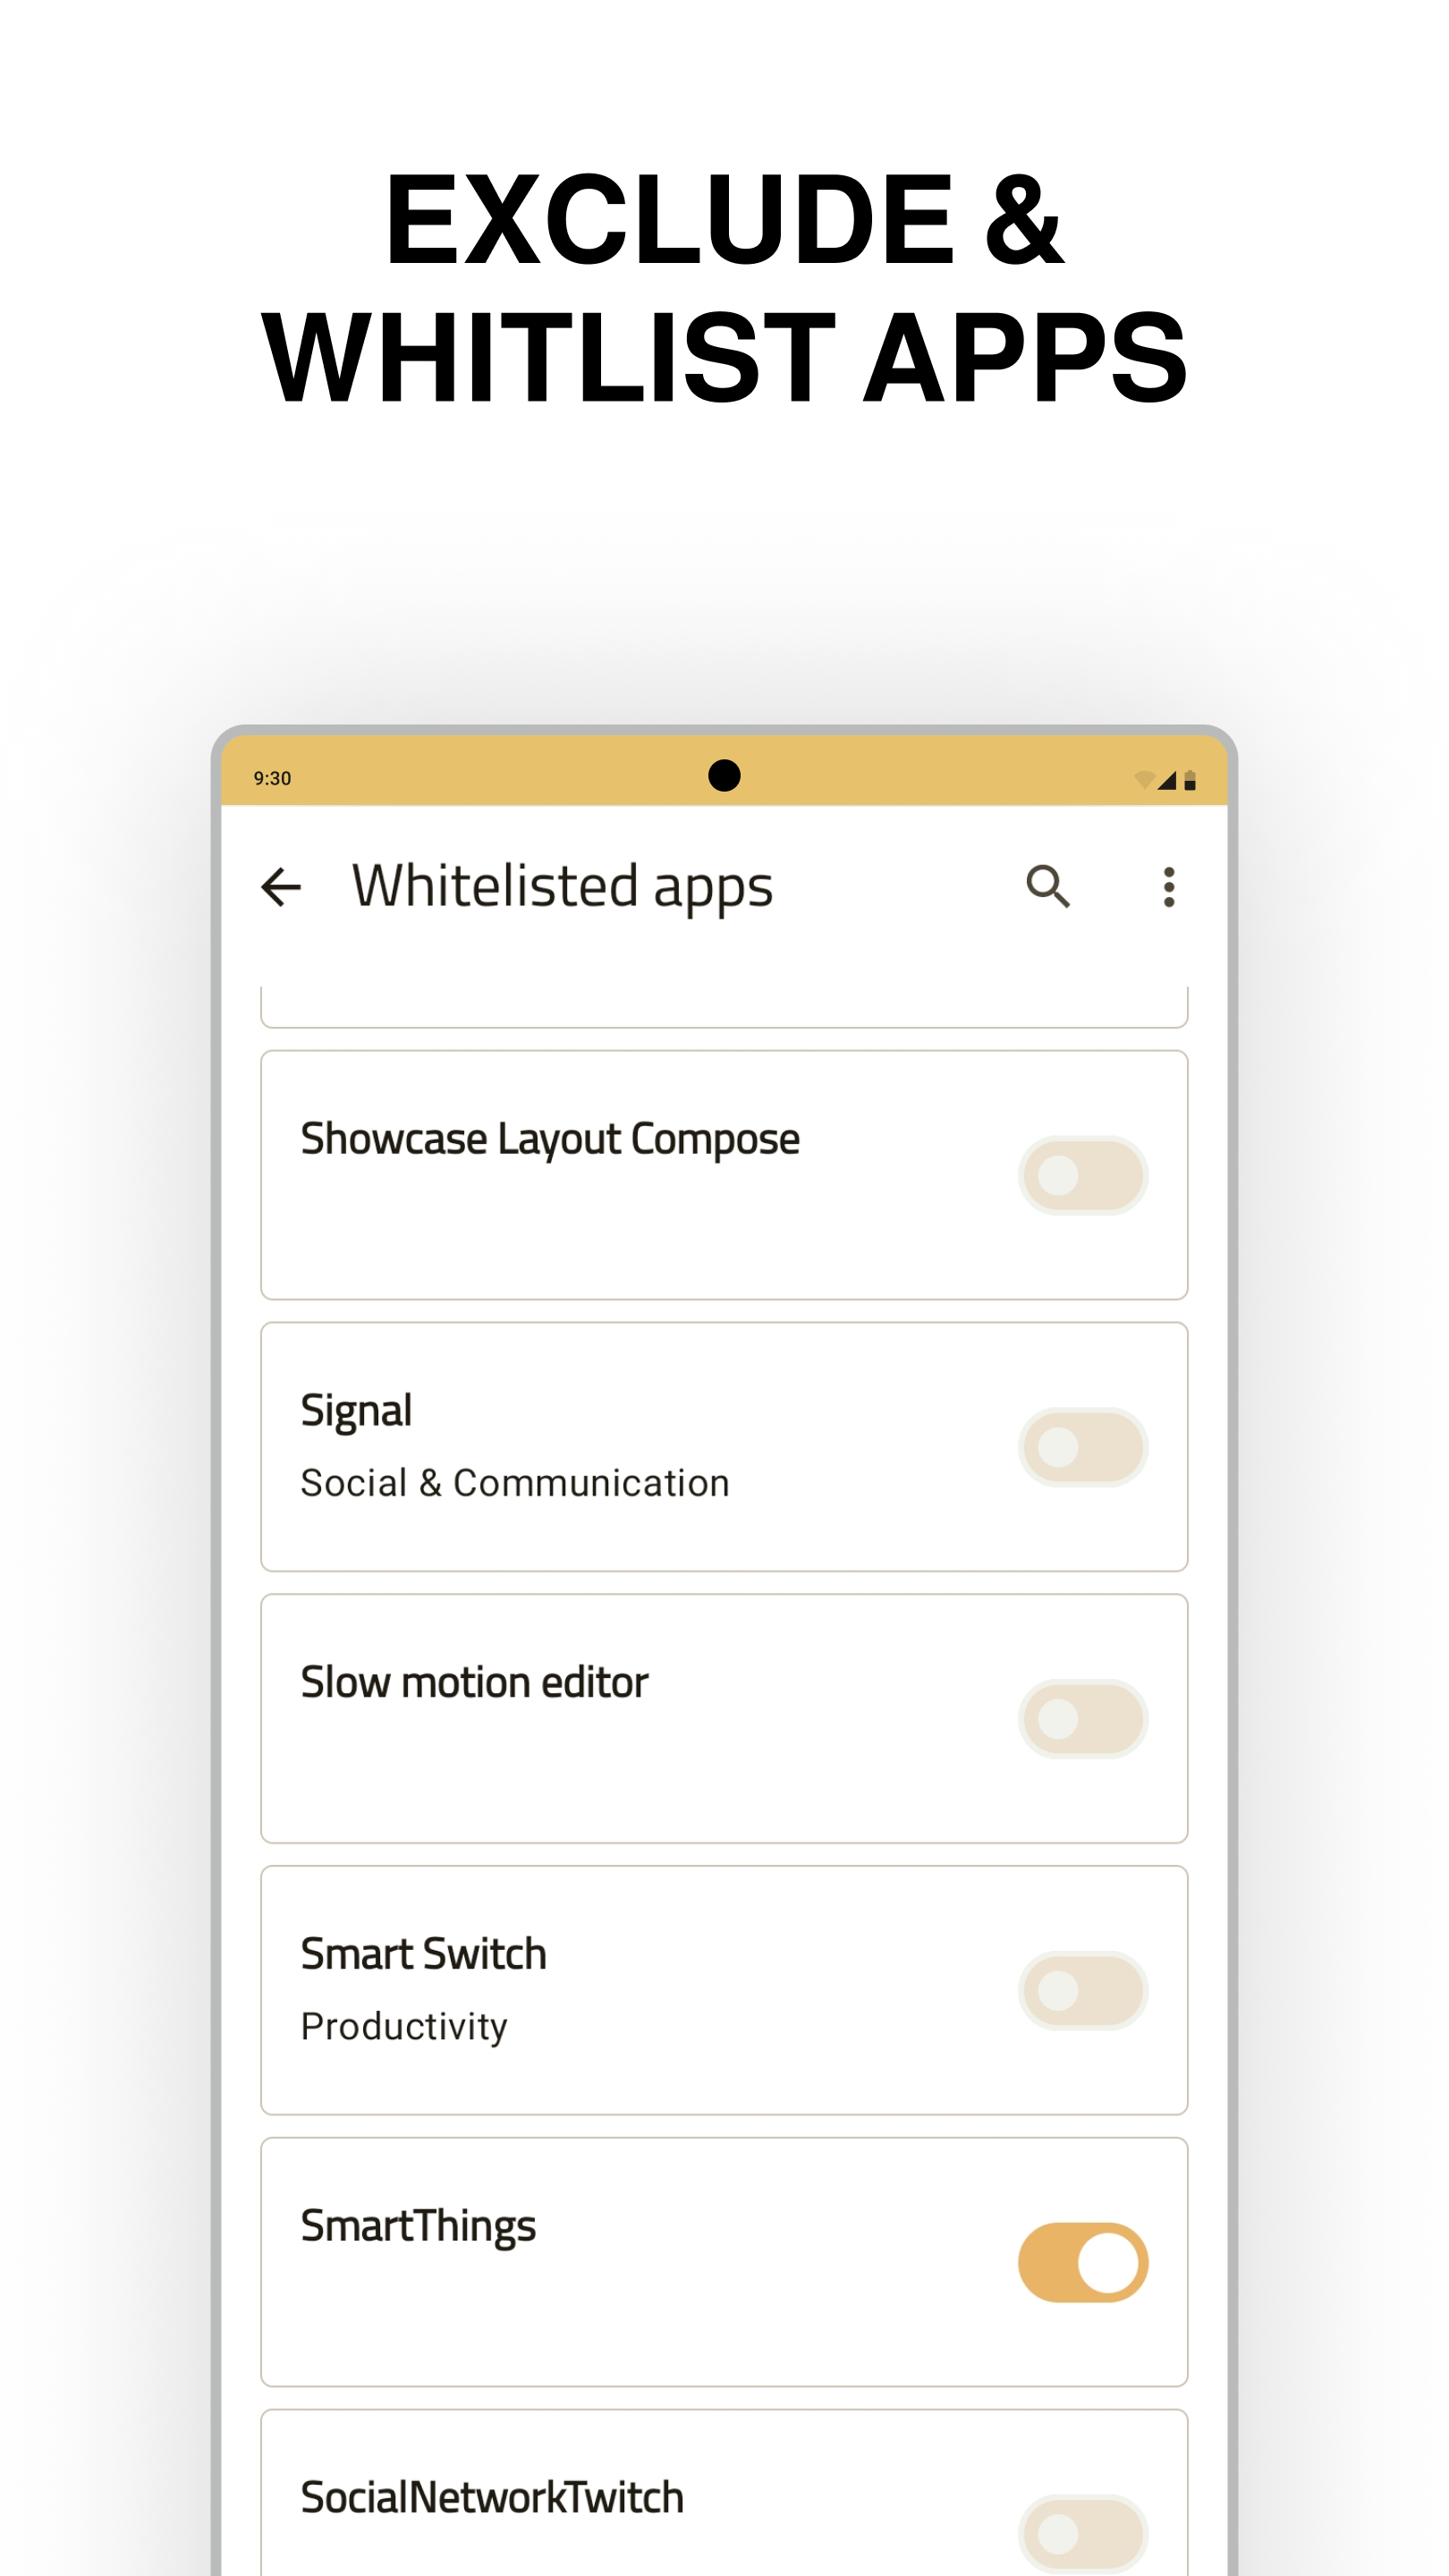 EXCLUDE &
WHITLIST APPS
9:30
Whitelisted apps
Showcase Layout Compose
Signal
Social & Communication
Slow motion editor
Smart Switch
Productivity
SmartThings
SocialNetworkTwitch